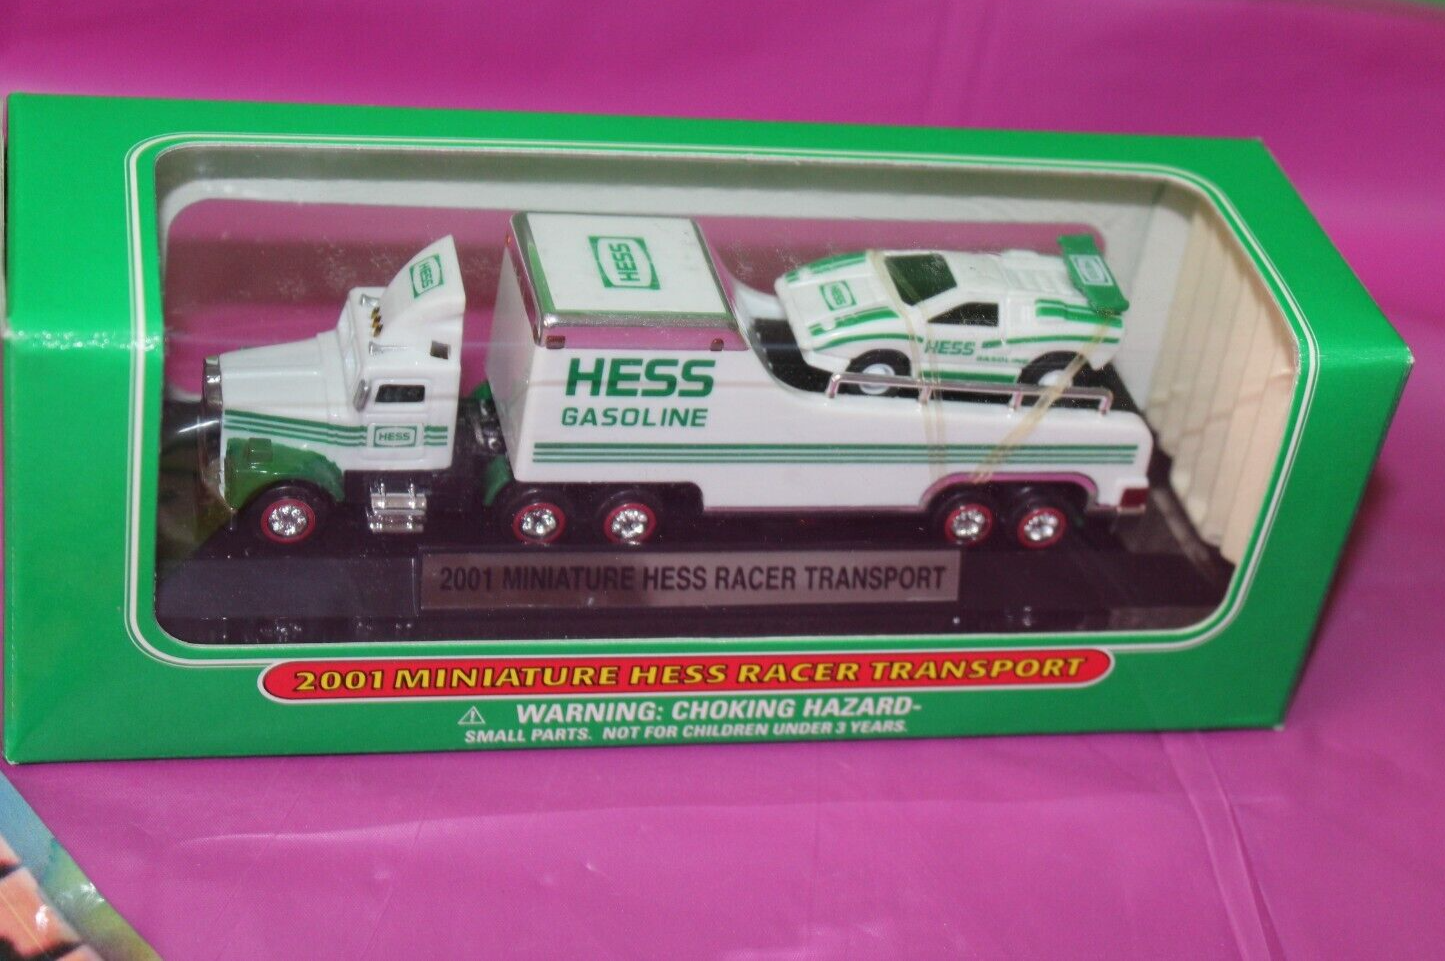 HESS
HESS
HESS
HESS
GASOLINE
HESS
HESS
GASOLINE
HESS
2001 MINIATURE HESS RACER TRANSPORT
2001 MINIATURE HESS RACER TRANSPORT
WARNING: CHOKING HAZARD-
SMALL PARTS. NOT FOR CHILDREN UNDER 3 YEARS.